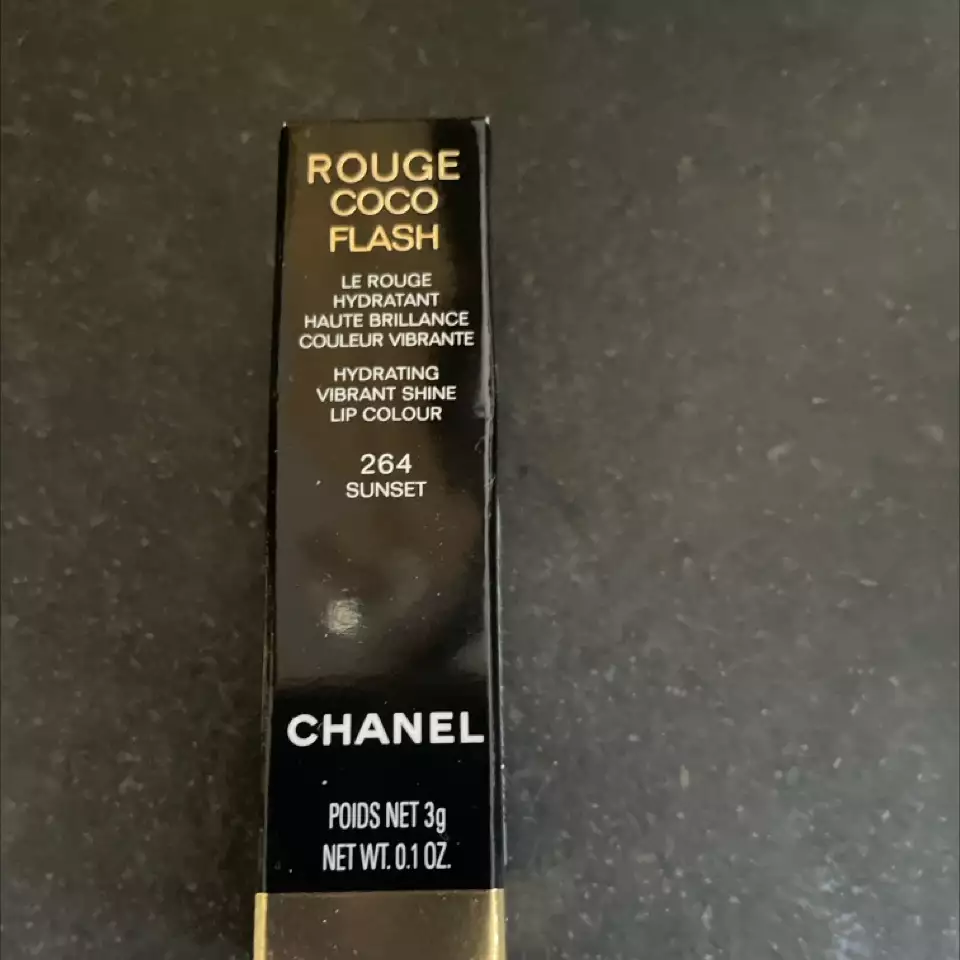 ROUGE
COCO
FLASH
LE ROUGE
HYDRATANT
HAUTE BRILLANCE
COULEUR VIBRANTE
HYDRATING
VIBRANT SHINE
LIP COLOUR
264
SUNSET
CHANEL
POIDS NET 3g
NET WT. 0.1 OZ.